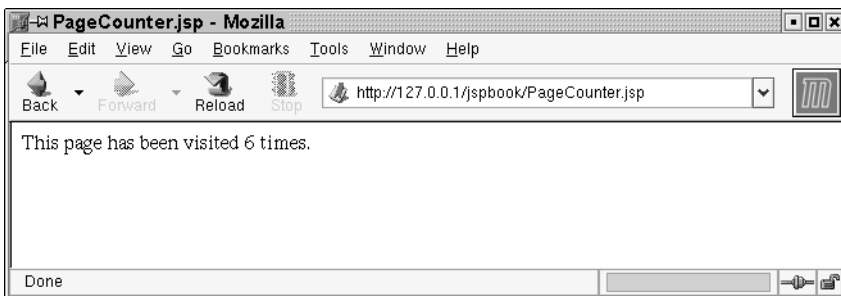 PageCounter.jsp - Mozilla
File Edit View Go Bookmarks Tools Window Help
Back Forward Reload Stop http://127.0.0.1/jspbook/PageCounter.jsp
This page has been visited 6 times.
Done